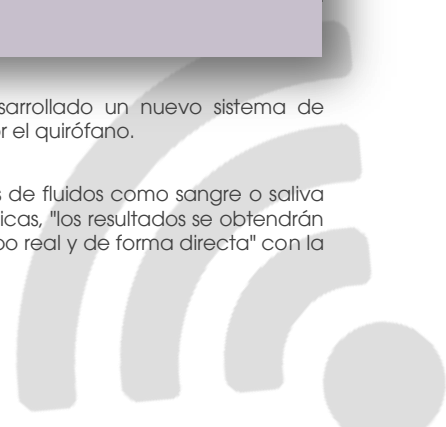 sarrollado un nuevo sistema de
r el quirófano.
s de fluidos como sangre o saliva
icas, "los resultados se obtendrán
po real y de forma directa" con la